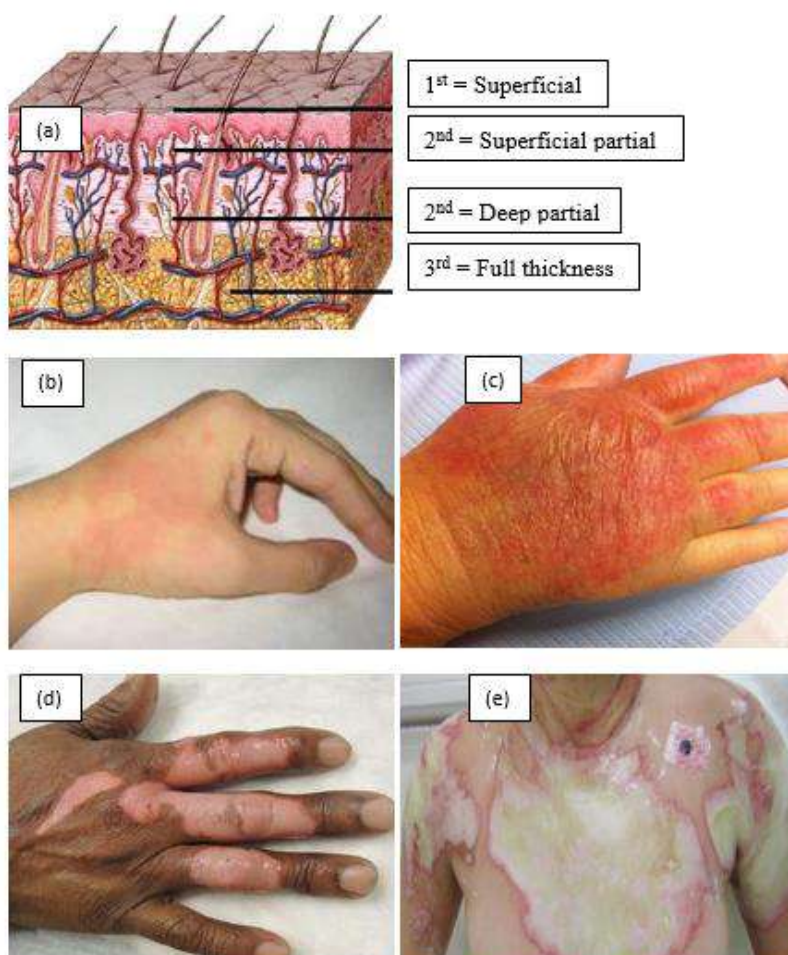 (a)
1st = Superficial
2nd = Superficial partial
2nd = Deep partial
3rd = Full thickness
(b)
(c)
(d)
(e)